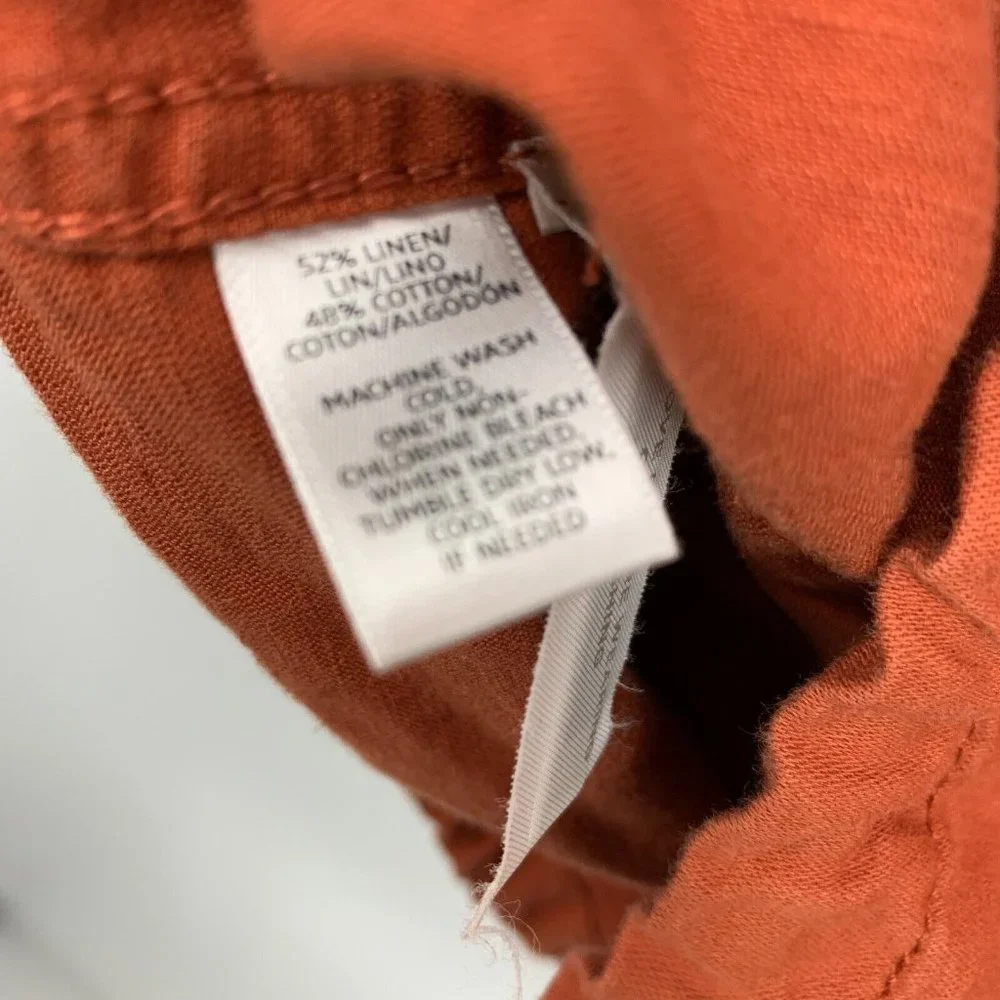 52% LINEN/
LIN/LINO
48% COTTON/
COTON/ALGODÓN
MACHINE WASH
COLD,
ONLY NON-
CHLORINE BLEACH
WHEN NEEDED,
TUMBLE DRY LOW,
COOL IRON
IF NEEDED